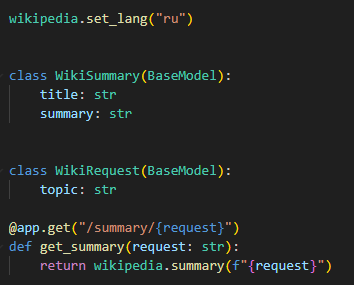 wikipedia.set_lang("ru")
class WikiSummary(BaseModel):
    title: str
    summary: str
class WikiRequest(BaseModel):
    topic: str
@app.get("/summary/{request}")
def get_summary(request: str):
    return wikipedia.summary(f"{request}")